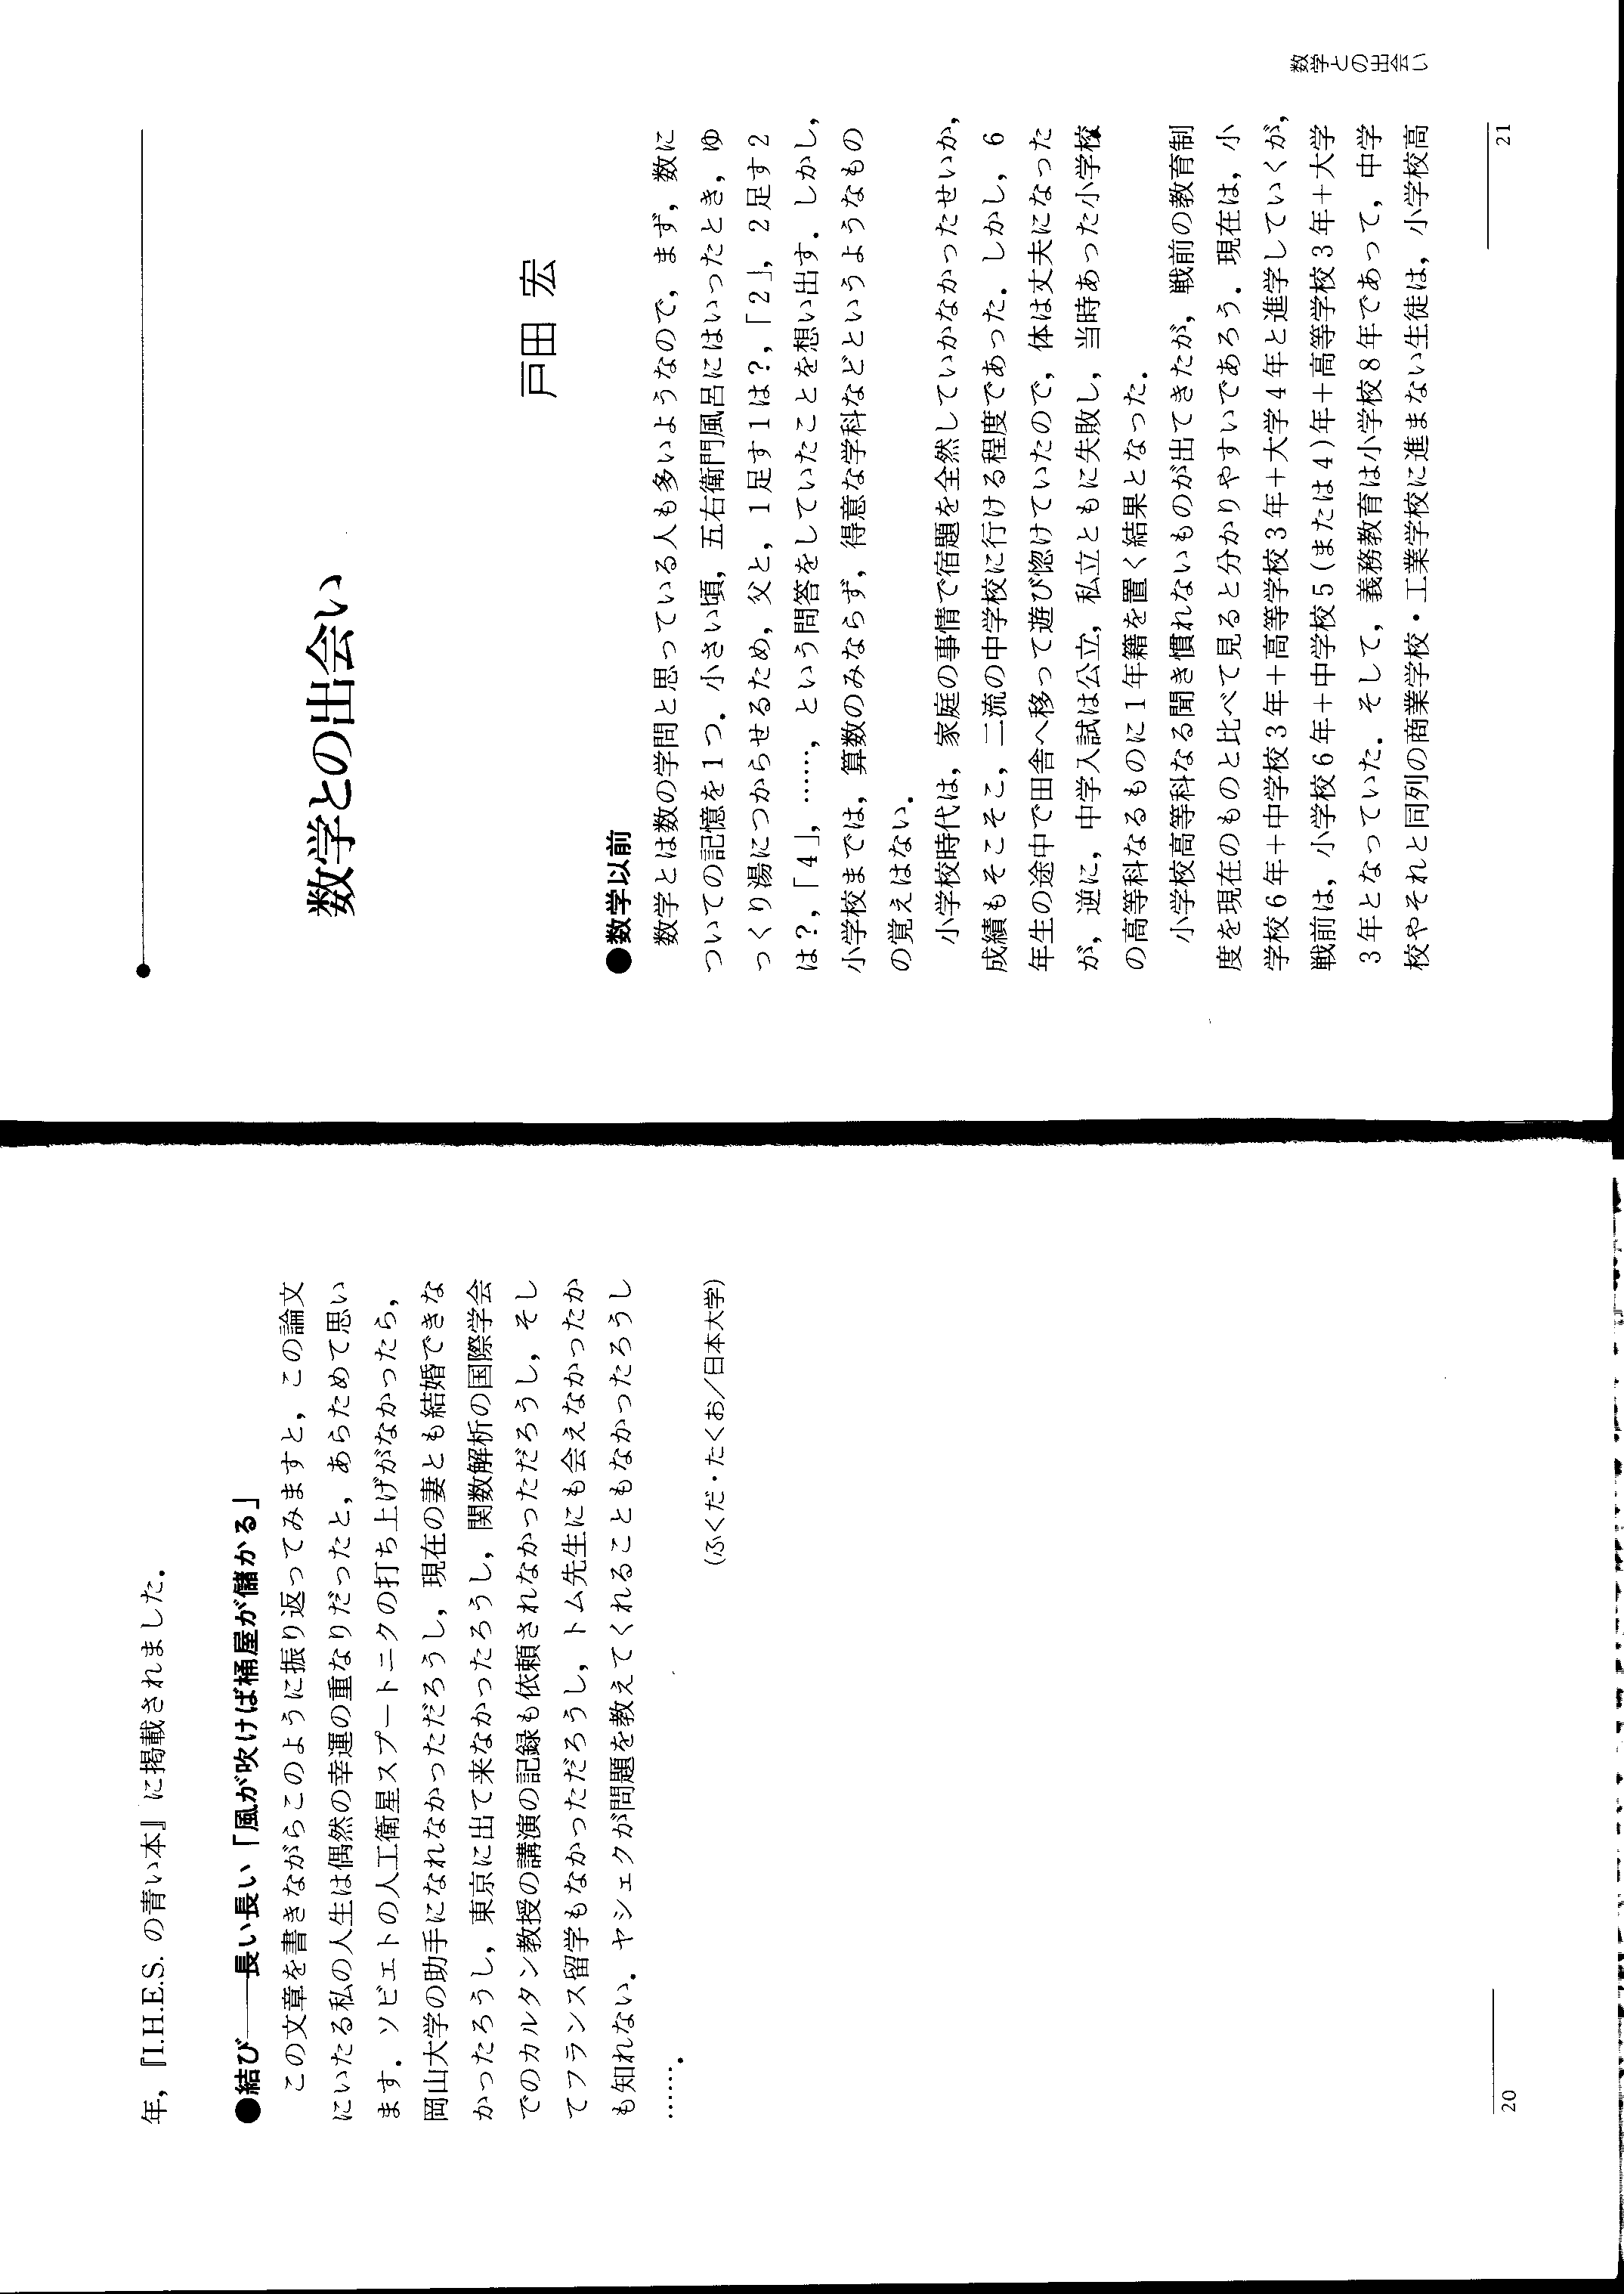 年，『I.H.E.S. の青い本』に掲載されました．
●結び――長い長い「風が吹けば桶屋が儲かる」
この文章を書きながらこのように振り返ってみますと，この論文
にいたる私の人生は偶然の幸運の重なりだったと，あらためて思い
ます．ソビェトの人工衛星スプートニクの打ち上げがなかったら，
岡山大学の助手になれなかっただろうし，現在の妻とも結婚できな
かったろうし，東京に出て来なかったろうし，関数解析の国際学会
でのカルタン教授の講演の記録も依頼されなかっただろうし，そし
てフランス留学もなかっただろうし，トム先生にも会えなかったか
も知れない．ヤシェクが問題を教えてくれることもなかったろうし
……．
(ふくだ・たくお／日本大学)
20
数学との出会い
戸田 宏
●数学以前
数学とは数の学問と思っている人も多いようなので，まず，数に
ついての記憶を1つ．小さい頃，五右衛門風呂にはいったとき，ゆ
っくり湯につからせるため，父と，1足す1は?，「2」，2足す2
は?，「4」，……，という問答をしていたことを想い出す．しかし，
小学校までは，算数のみならず，得意な学科などというようなもの
の覚えはない．
小学校時代は，家庭の事情で宿題を全然していかなかったせいか，
成績もそこそこ，二流の中学校に行ける程度であった．しかし，6
年生の途中で田舎へ移って遊び惚けていたので，体は丈夫になった
が，逆に，中学入試は公立，私立ともに失敗し，当時あった小学校
の高等科なるものに1年籍を置く結果となった．
小学校高等科なる聞き慣れないものが出てきたが，戦前の教育制
度を現在のものと比べて見ると分かりやすいであろう．現在は，小
学校6年＋中学校3年＋高等学校3年＋大学4年と進学していくが，
戦前は，小学校6年＋中学校5(または4)年＋高等学校3年＋大学
3年となっていた．そして，義務教育は小学校8年であって，中学
校やそれと同列の商業学校・工業学校に進まない生徒は，小学校高
数学との出会い
21